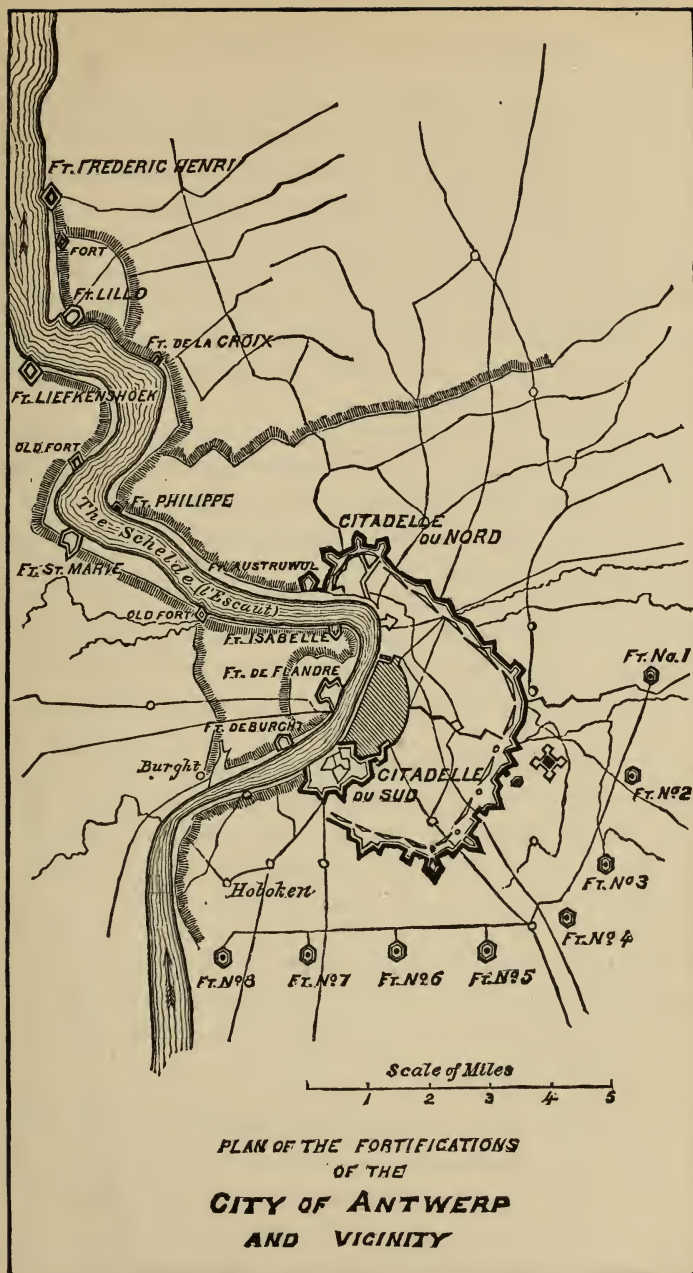 FT. FREDERIC HENRI
FORT
FT. LILLO
FT. DE LA CROIX
FT. LIEFKENSHOEK
OLD FORT
FT. PHILIPPE
The Schelde (l'Escaut)
CITADELLE
DU NORD
FT. ST. MARIE
FT. AUSTRUWUL
OLD FORT
FT. ISABELLE
FT. DE FLANDRE
FT. No. 1
FT. DE BURGHT
Burght
CITADELLE
DU SUD
FT. No 2
FT. No 3
Hoboken
FT. No 4
FT. No 8
FT. No 7
FT. No 6
FT. No 5
Scale of Miles
1 2 3 4 5
PLAN OF THE FORTIFICATIONS
OF THE
CITY OF ANTWERP
AND VICINITY